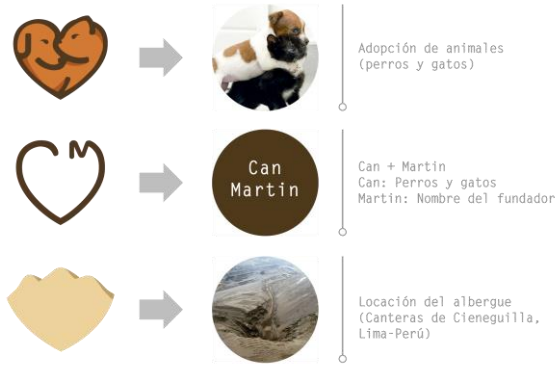 Adopción de animales
(perros y gatos)
CM
Can
Martin
Can + Martin
Can: Perros y gatos
Martin: Nombre del fundador
Locación del albergue
(Canteras de Cieneguilla,
Lima-Perú)